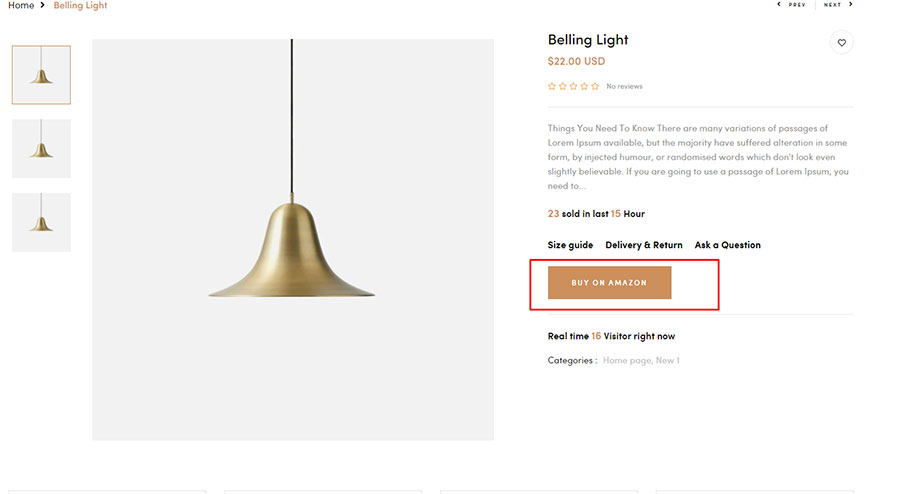 Home > Belling Light
< PREV | NEXT >
Belling Light
$22.00 USD
No reviews
Things You Need To Know There are many variations of passages of
Lorem Ipsum available, but the majority have suffered alteration in some
form, by injected humour, or randomised words which don't look even
slightly believable. If you are going to use a passage of Lorem Ipsum, you
need to...
23 sold in last 15 Hour
Size guide Delivery & Return Ask a Question
BUY ON AMAZON
Real time 16 Visitor right now
Categories : Home page, New 1